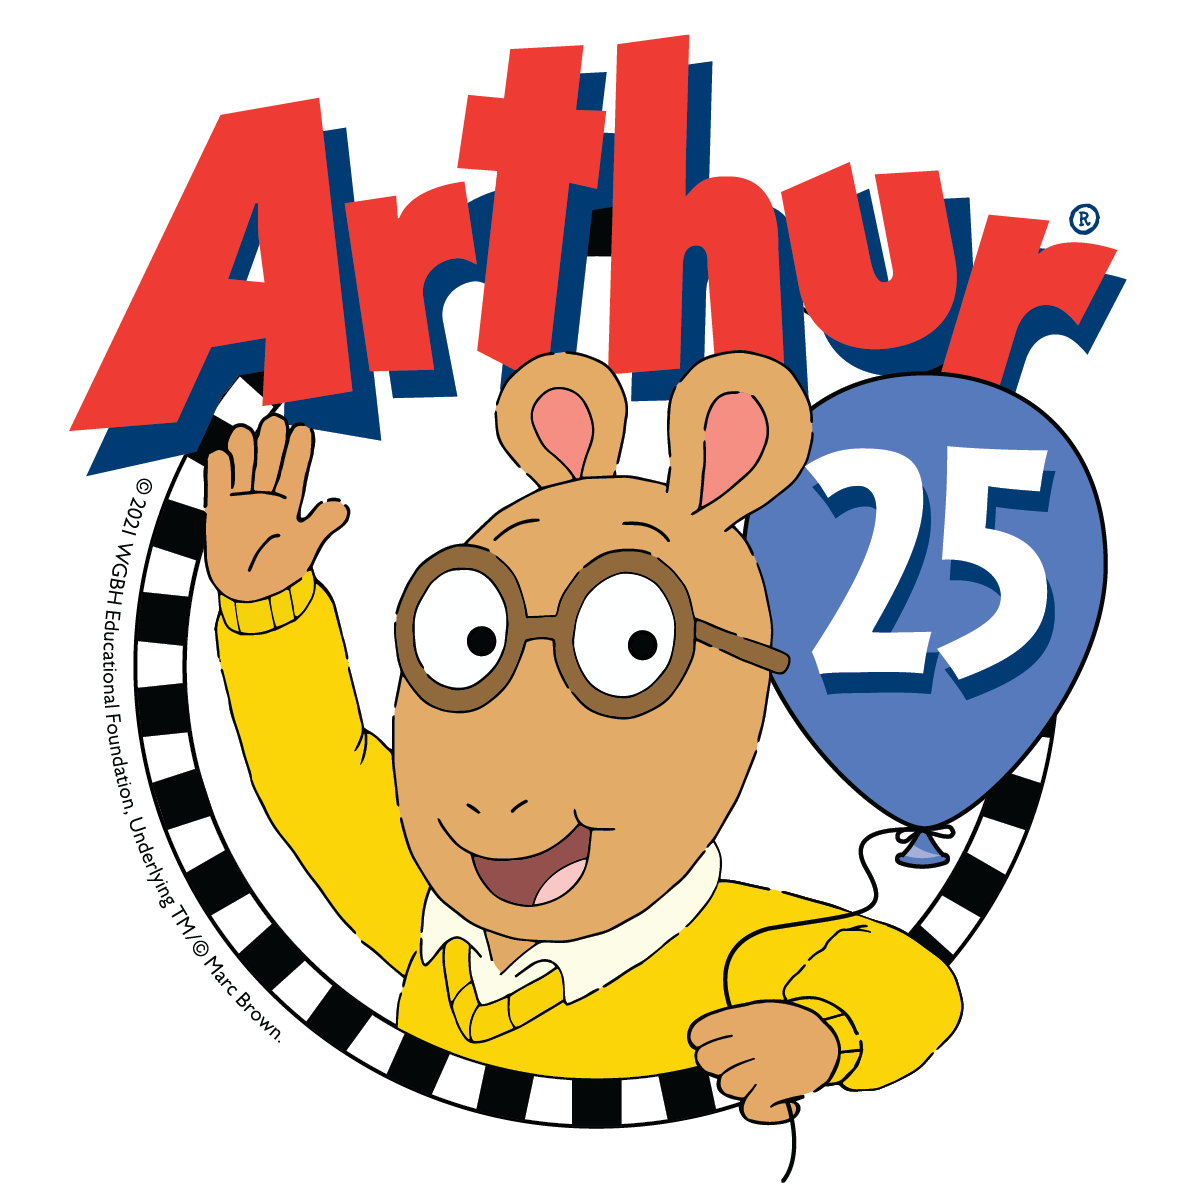 Arthur®
25
© 2021 WGBH Educational Foundation, Underlying TM/© Marc Brown.